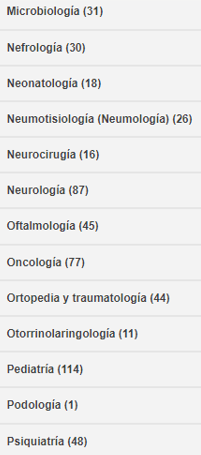 Microbiología (31)
Nefrología (30)
Neonatología (18)
Neumotisiología (Neumología) (26)
Neurocirugía (16)
Neurología (87)
Oftalmología (45)
Oncología (77)
Ortopedia y traumatología (44)
Otorrinolaringología (11)
Pediatría (114)
Podología (1)
Psiquiatría (48)